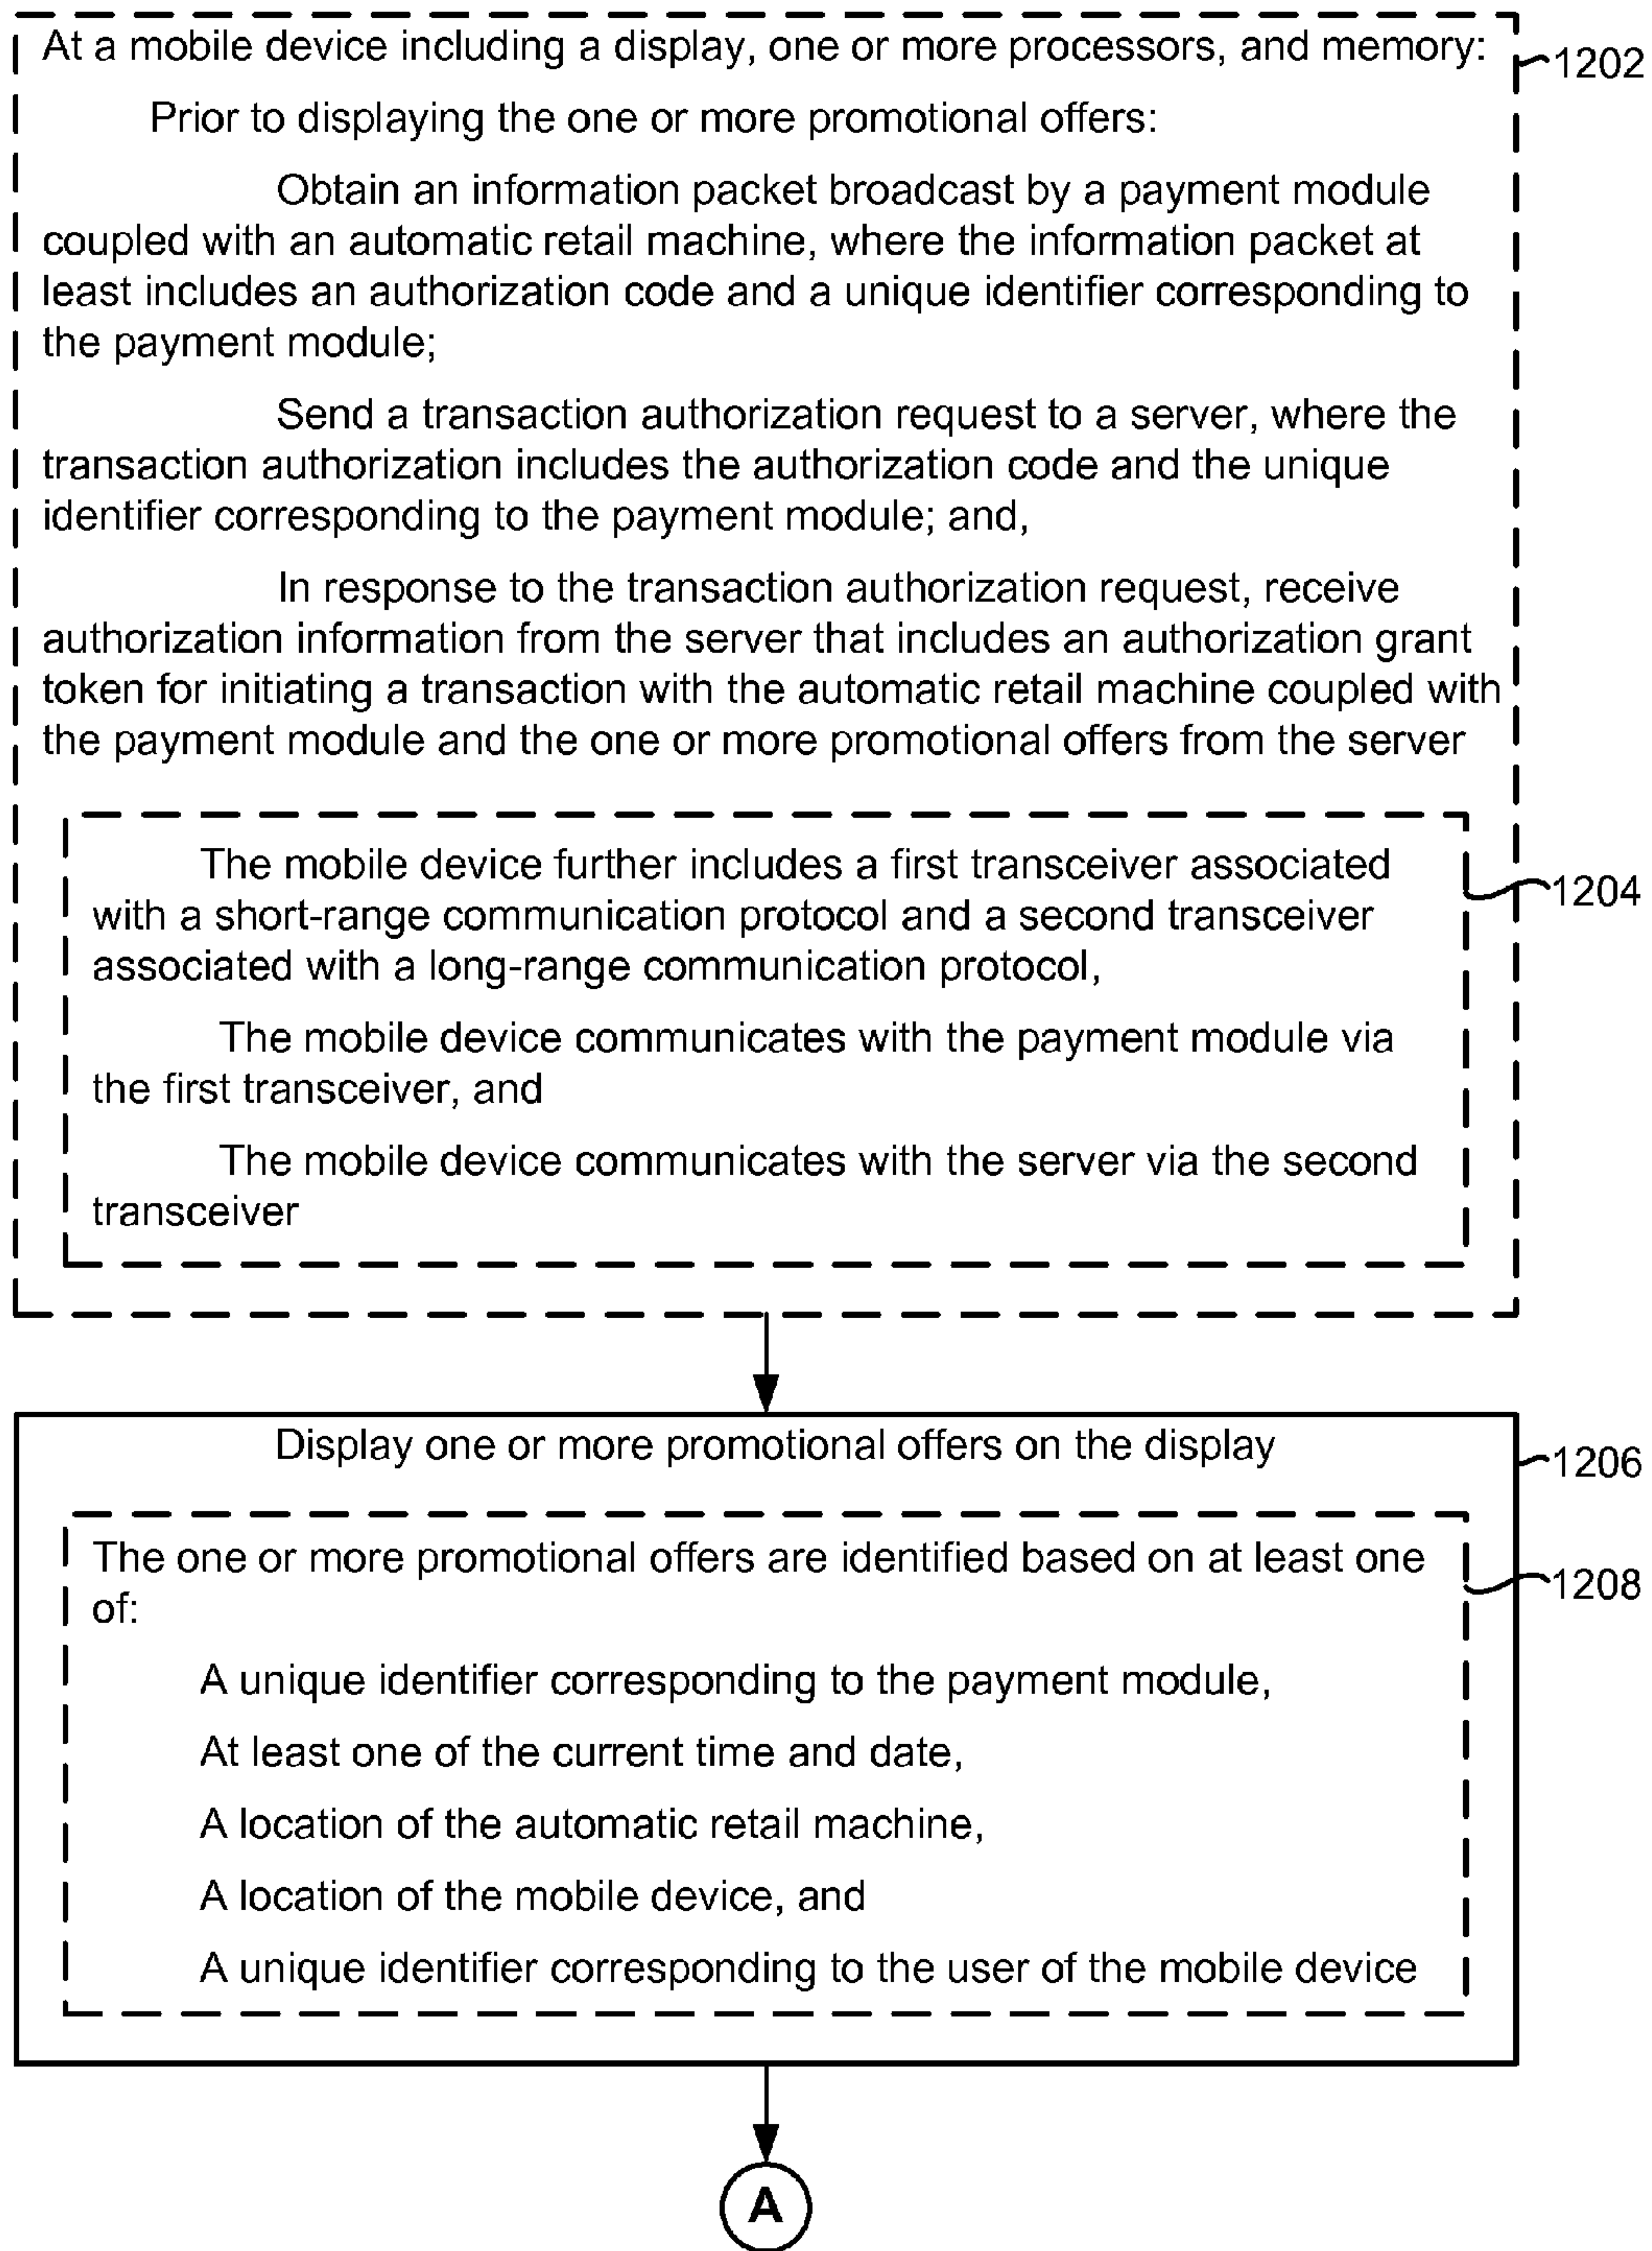 At a mobile device including a display, one or more processors, and memory:
1202
Prior to displaying the one or more promotional offers:
Obtain an information packet broadcast by a payment module
coupled with an automatic retail machine, where the information packet at
least includes an authorization code and a unique identifier corresponding to
the payment module;
Send a transaction authorization request to a server, where the
transaction authorization includes the authorization code and the unique
identifier corresponding to the payment module; and,
In response to the transaction authorization request, receive
authorization information from the server that includes an authorization grant
token for initiating a transaction with the automatic retail machine coupled with
the payment module and the one or more promotional offers from the server
The mobile device further includes a first transceiver associated
1204
with a short-range communication protocol and a second transceiver
associated with a long-range communication protocol,
The mobile device communicates with the payment module via
the first transceiver, and
The mobile device communicates with the server via the second
transceiver
Display one or more promotional offers on the display
1206
The one or more promotional offers are identified based on at least one
1208
of:
A unique identifier corresponding to the payment module,
At least one of the current time and date,
A location of the automatic retail machine,
A location of the mobile device, and
A unique identifier corresponding to the user of the mobile device
A